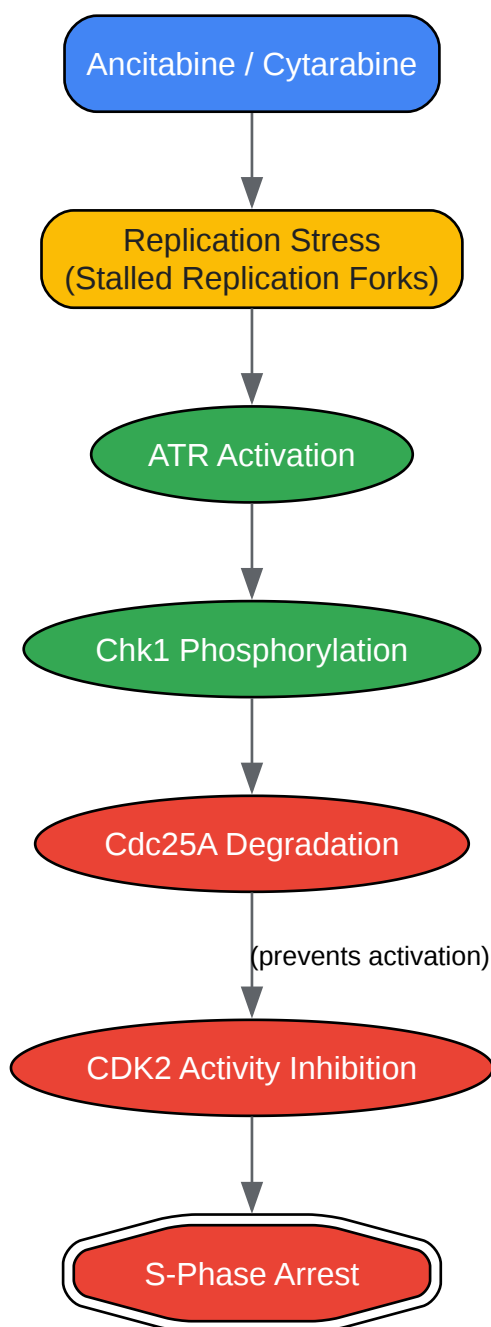 Ancitabine / Cytarabine
Replication Stress
(Stalled Replication Forks)
ATR Activation
Chk1 Phosphorylation
Cdc25A Degradation
(prevents activation)
CDK2 Activity Inhibition
S-Phase Arrest